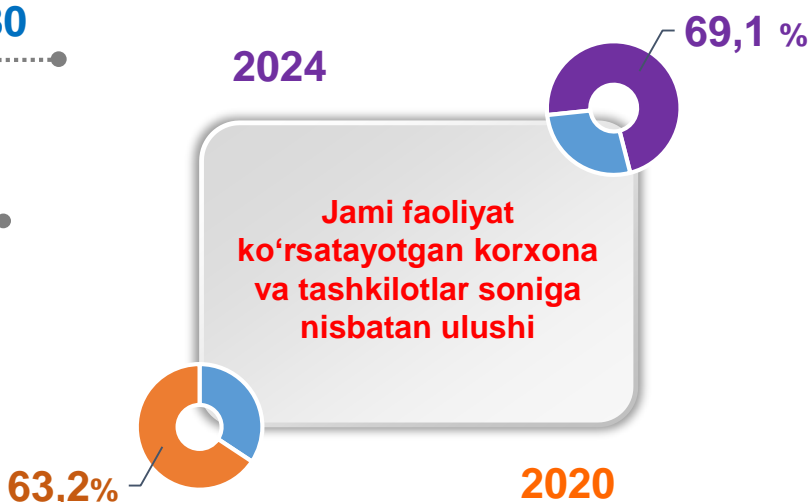 30
69,1 %
2024
Jami faoliyat
ko‘rsatayotgan korxona
va tashkilotlar soniga
nisbatan ulushi
63,2%
2020